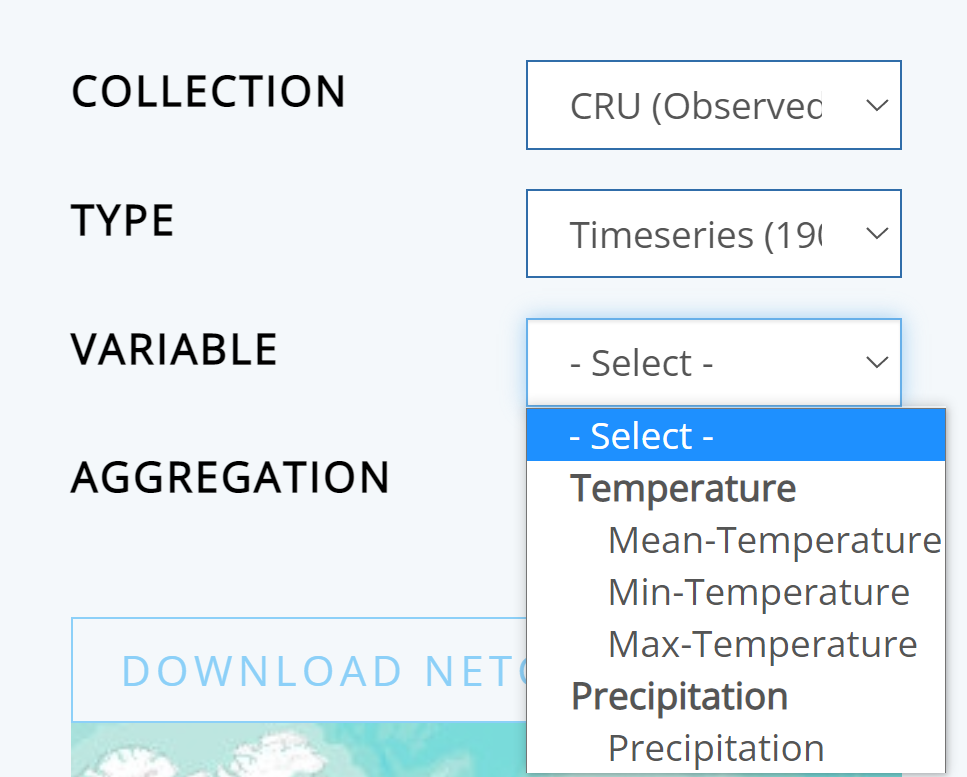 COLLECTION
CRU (Observed
TYPE
Timeseries (190
VARIABLE
- Select -
- Select -
Temperature
Mean-Temperature
Min-Temperature
Max-Temperature
Precipitation
Precipitation
AGGREGATION
DOWNLOAD NET